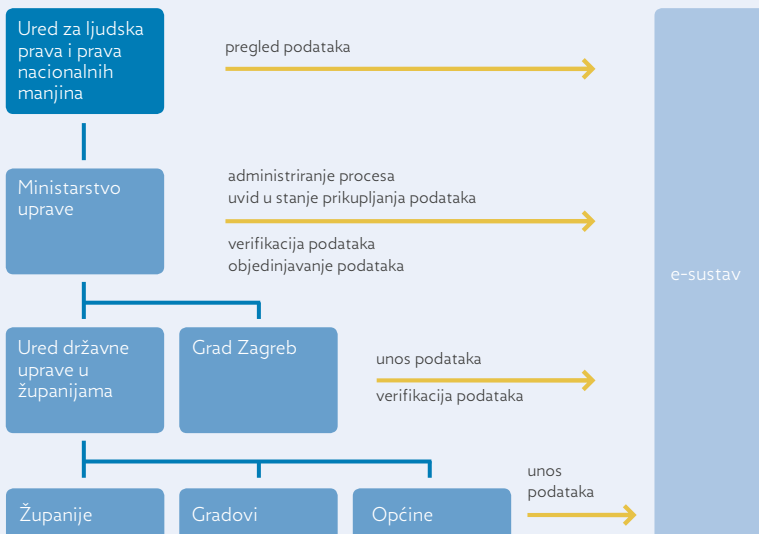 Ured za ljudska
prava i prava
nacionalnih
manjina
pregled podataka
Ministarstvo
uprave
administriranje procesa
uvid u stanje prikupljanja podataka
verifikacija podataka
objedinjavanje podataka
e-sustav
Ured državne
uprave u
županijama
Grad Zagreb
unos podataka
verifikacija podataka
Županije
Gradovi
Općine
unos
podataka